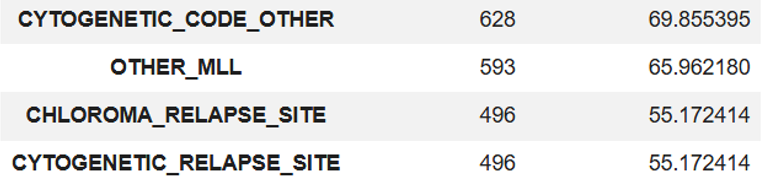 CYTOGENETIC_CODE_OTHER 628 69.855395
OTHER_MLL 593 65.962180
CHLOROMA_RELAPSE_SITE 496 55.172414
CYTOGENETIC_RELAPSE_SITE 496 55.172414